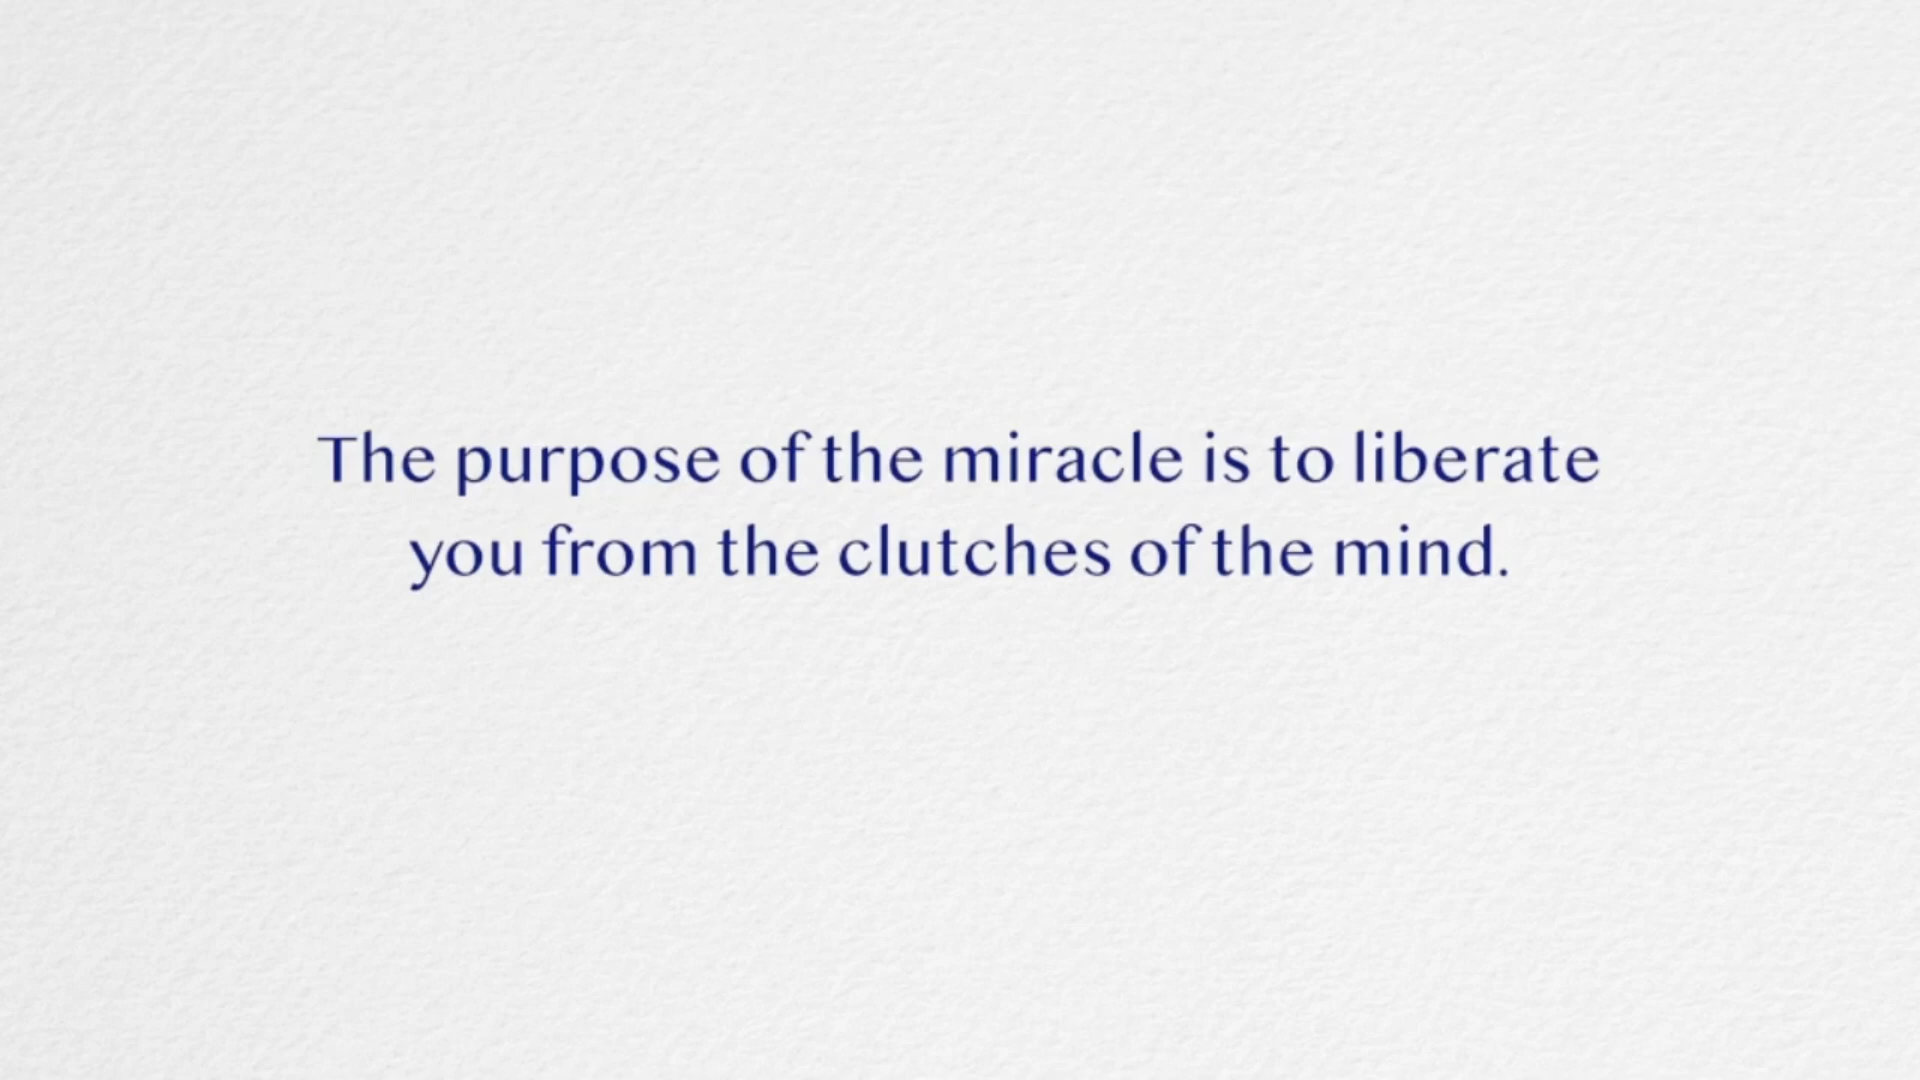 The purpose of the miracle is to liberate
you from the clutches of the mind.